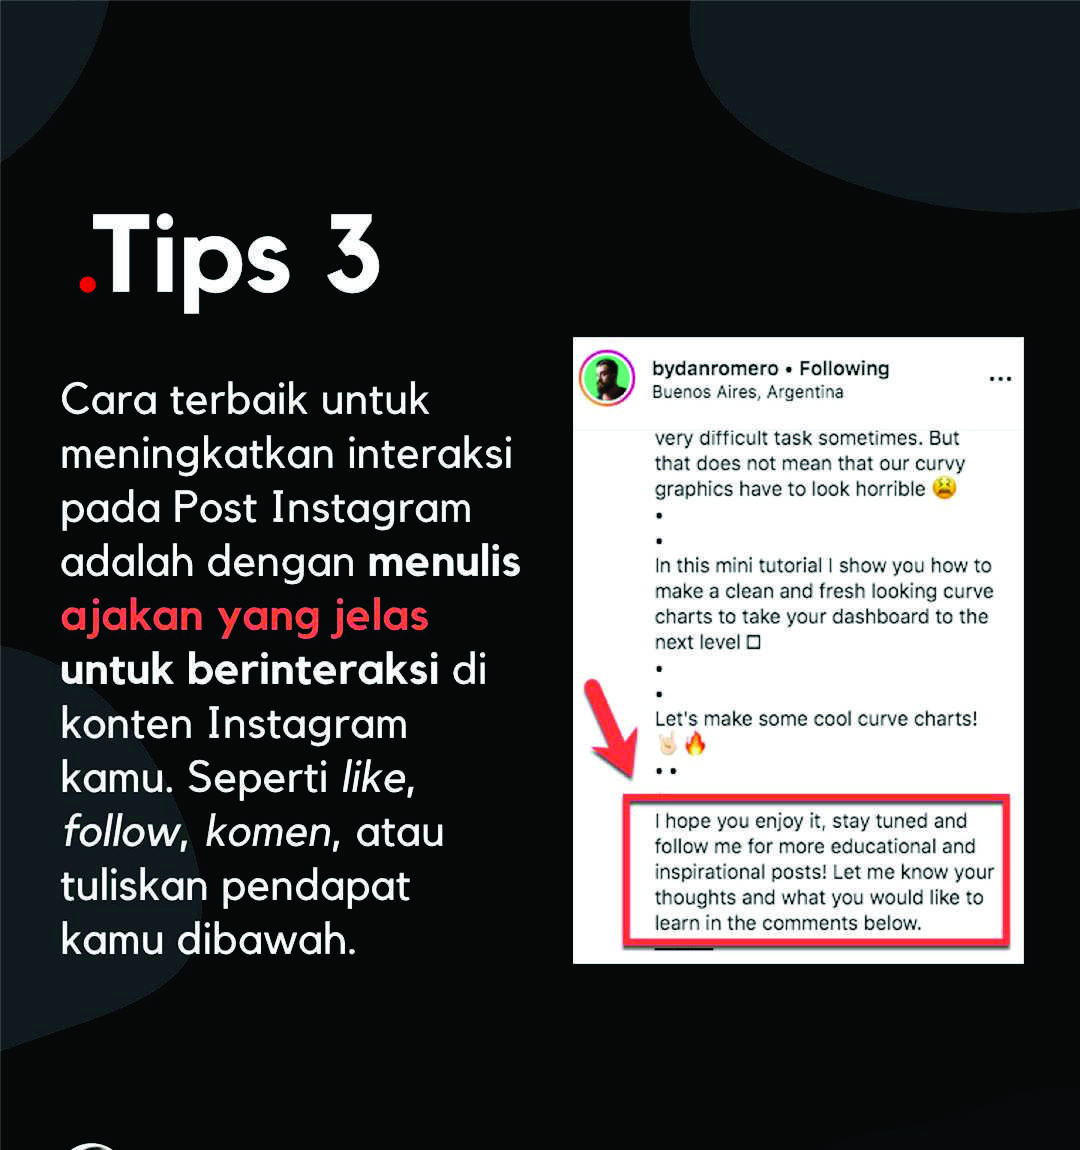 .Tips 3
Cara terbaik untuk
meningkatkan interaksi
pada Post Instagram
adalah dengan menulis
ajakan yang jelas
untuk berinteraksi di
konten Instagram
kamu. Seperti like,
follow, komen, atau
tuliskan pendapat
kamu dibawah.
bydanromero • Following
Buenos Aires, Argentina
very difficult task sometimes. But
that does not mean that our curvy
graphics have to look horrible 😫
•
•
In this mini tutorial I show you how to
make a clean and fresh looking curve
charts to take your dashboard to the
next level □
•
•
Let's make some cool curve charts!
🤘🏻🔥
• •
I hope you enjoy it, stay tuned and
follow me for more educational and
inspirational posts! Let me know your
thoughts and what you would like to
learn in the comments below.